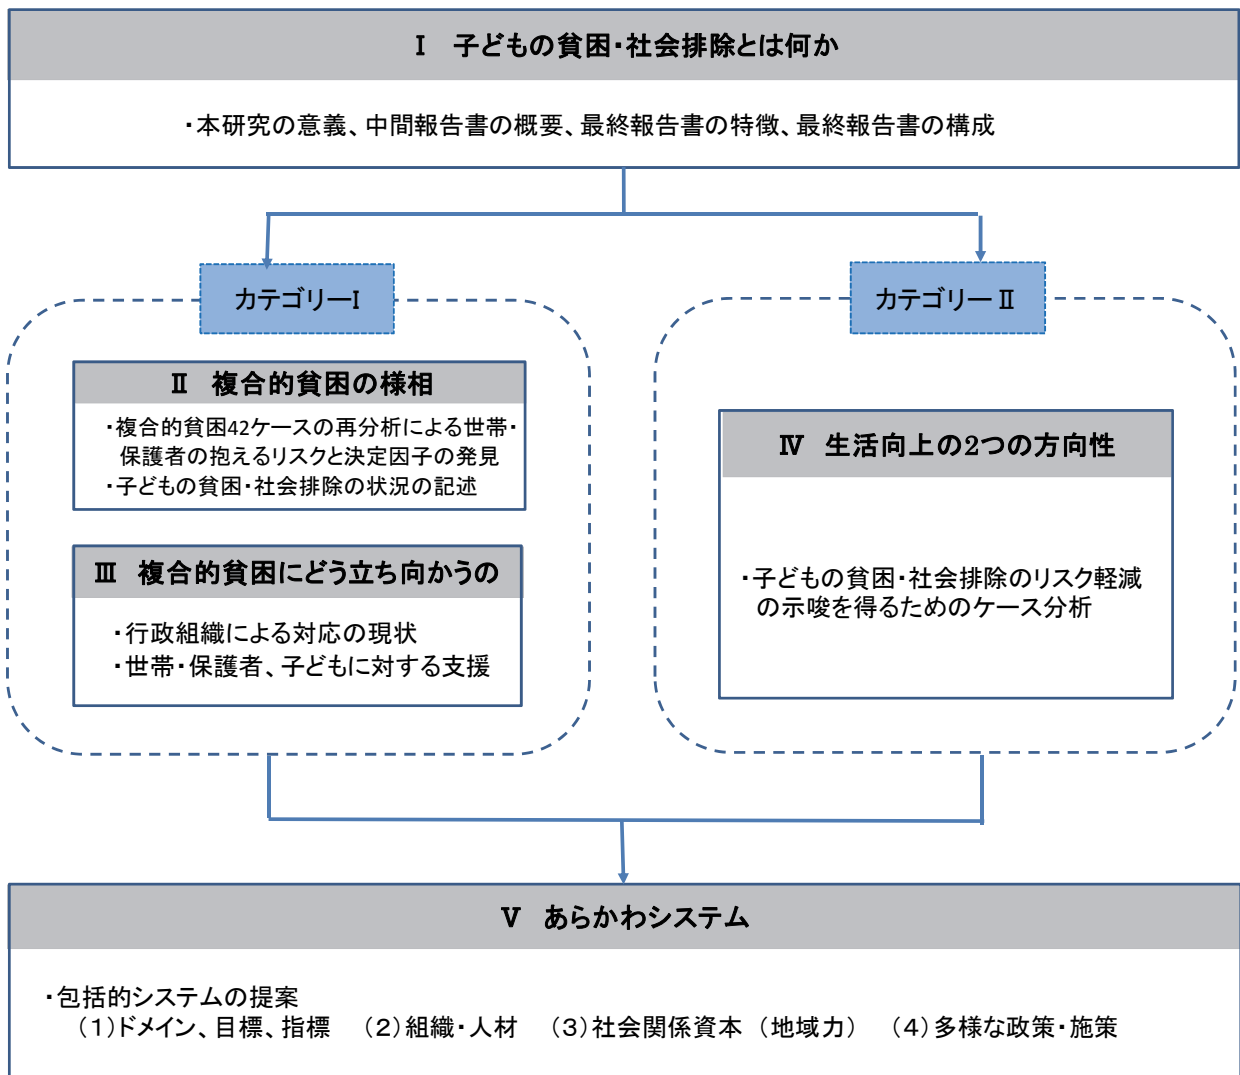 Ⅰ 子どもの貧困・社会排除とは何か
・本研究の意義、中間報告書の概要、最終報告書の特徴、最終報告書の構成
カテゴリーⅠ
Ⅱ 複合的貧困の様相
・複合的貧困42ケースの再分析による世帯・
保護者の抱えるリスクと決定因子の発見
・子どもの貧困・社会排除の状況の記述
Ⅲ 複合的貧困にどう立ち向かうの
・行政組織による対応の現状
・世帯・保護者、子どもに対する支援
カテゴリー Ⅱ
Ⅳ 生活向上の2つの方向性
・子どもの貧困・社会排除のリスク軽減
の示唆を得るためのケース分析
Ⅴ あらかわシステム
・包括的システムの提案
(1)ドメイン、目標、指標 (2)組織・人材 (3)社会関係資本 (地域力) (4)多様な政策・施策